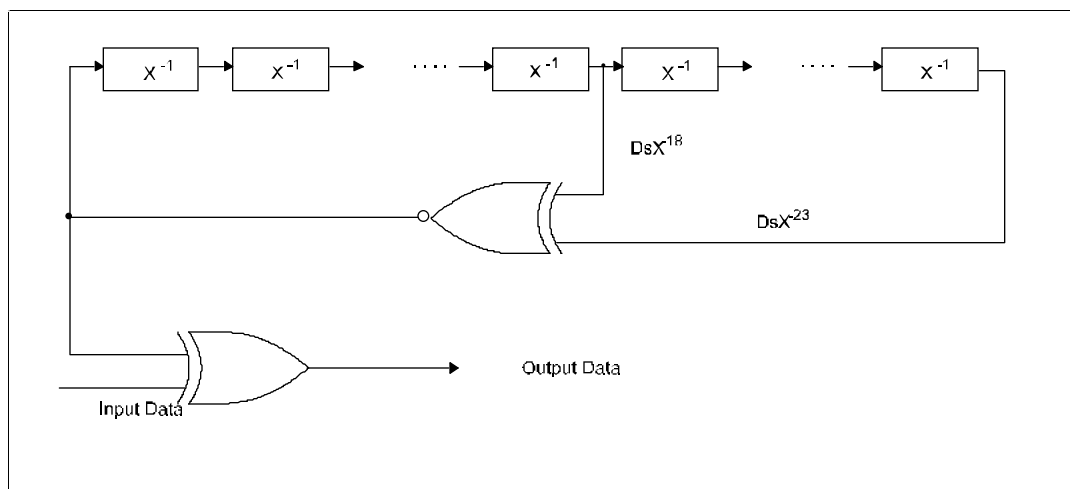 X⁻¹ X⁻¹ ···· X⁻¹ X⁻¹ ···· X⁻¹
DsX⁻¹⁸
DsX⁻²³
Output Data
Input Data